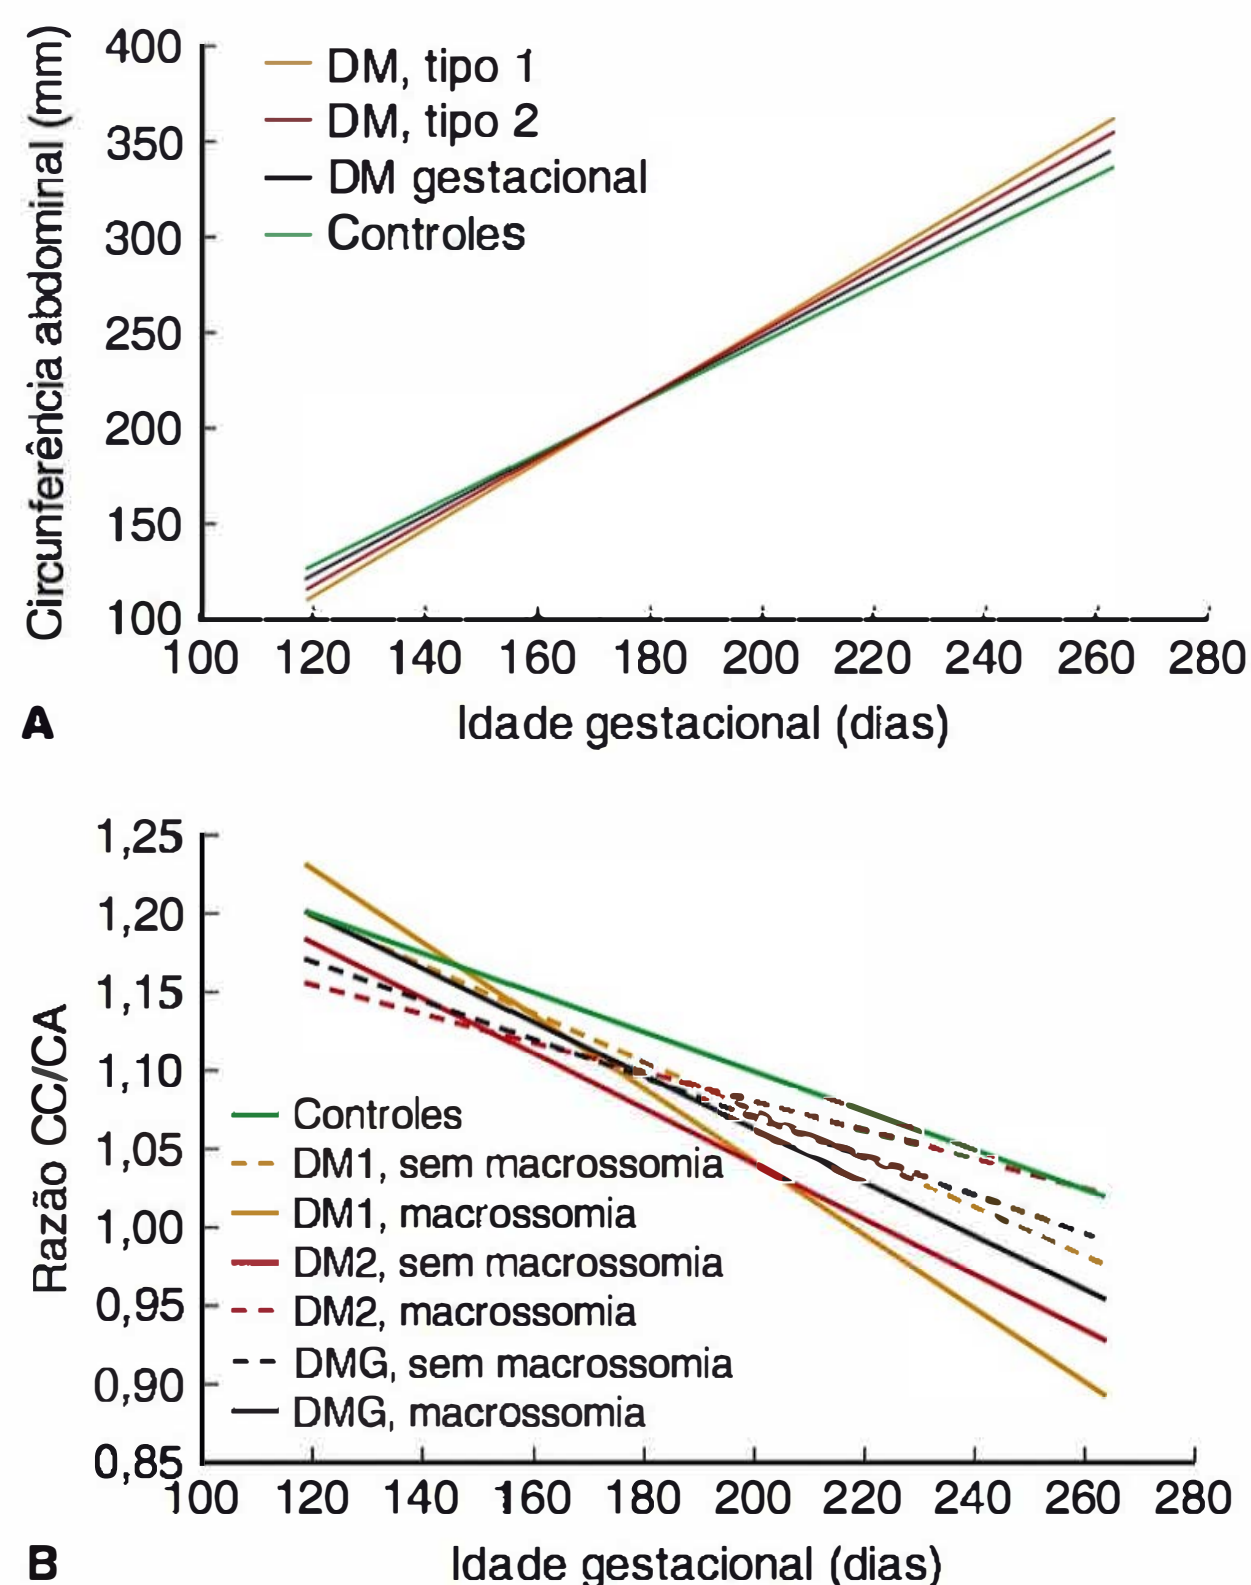 Circunferência abdominal (mm)
400
350
300
250
200
150
100
DM, tipo 1
DM, tipo 2
DM gestacional
Controles
100 120 140 160 180 200 220 240 260 280
Idade gestacional (dias)
A
Razão CC/CA
1,25
1,20
1,15
1,10
1,05
1,00
0,95
0,90
0,85
Controles
DM1, sem macrossomia
DM1, macrossomia
DM2, sem macrossomia
DM2, macrossomia
DMG, sem macrossomia
DMG, macrossomia
100 120 140 160 180 200 220 240 260 280
Idade gestacional (dias)
B